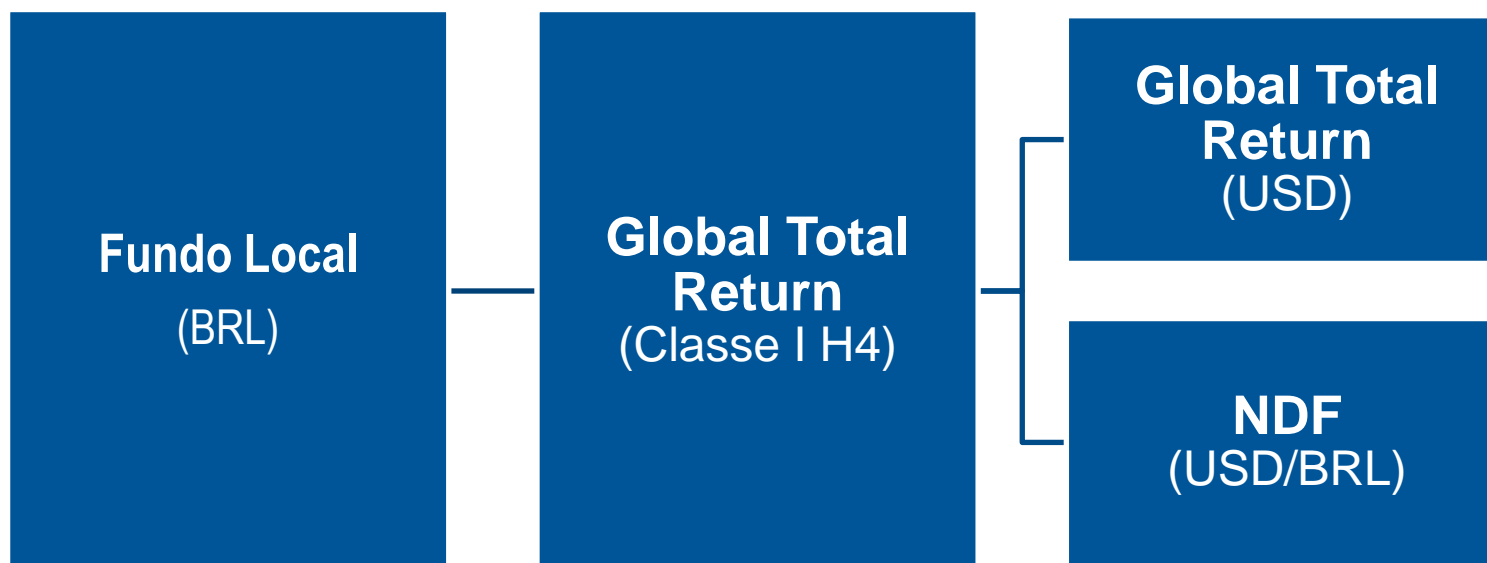 Fundo Local
(BRL)
Global Total
Return
(Classe I H4)
Global Total
Return
(USD)
NDF
(USD/BRL)